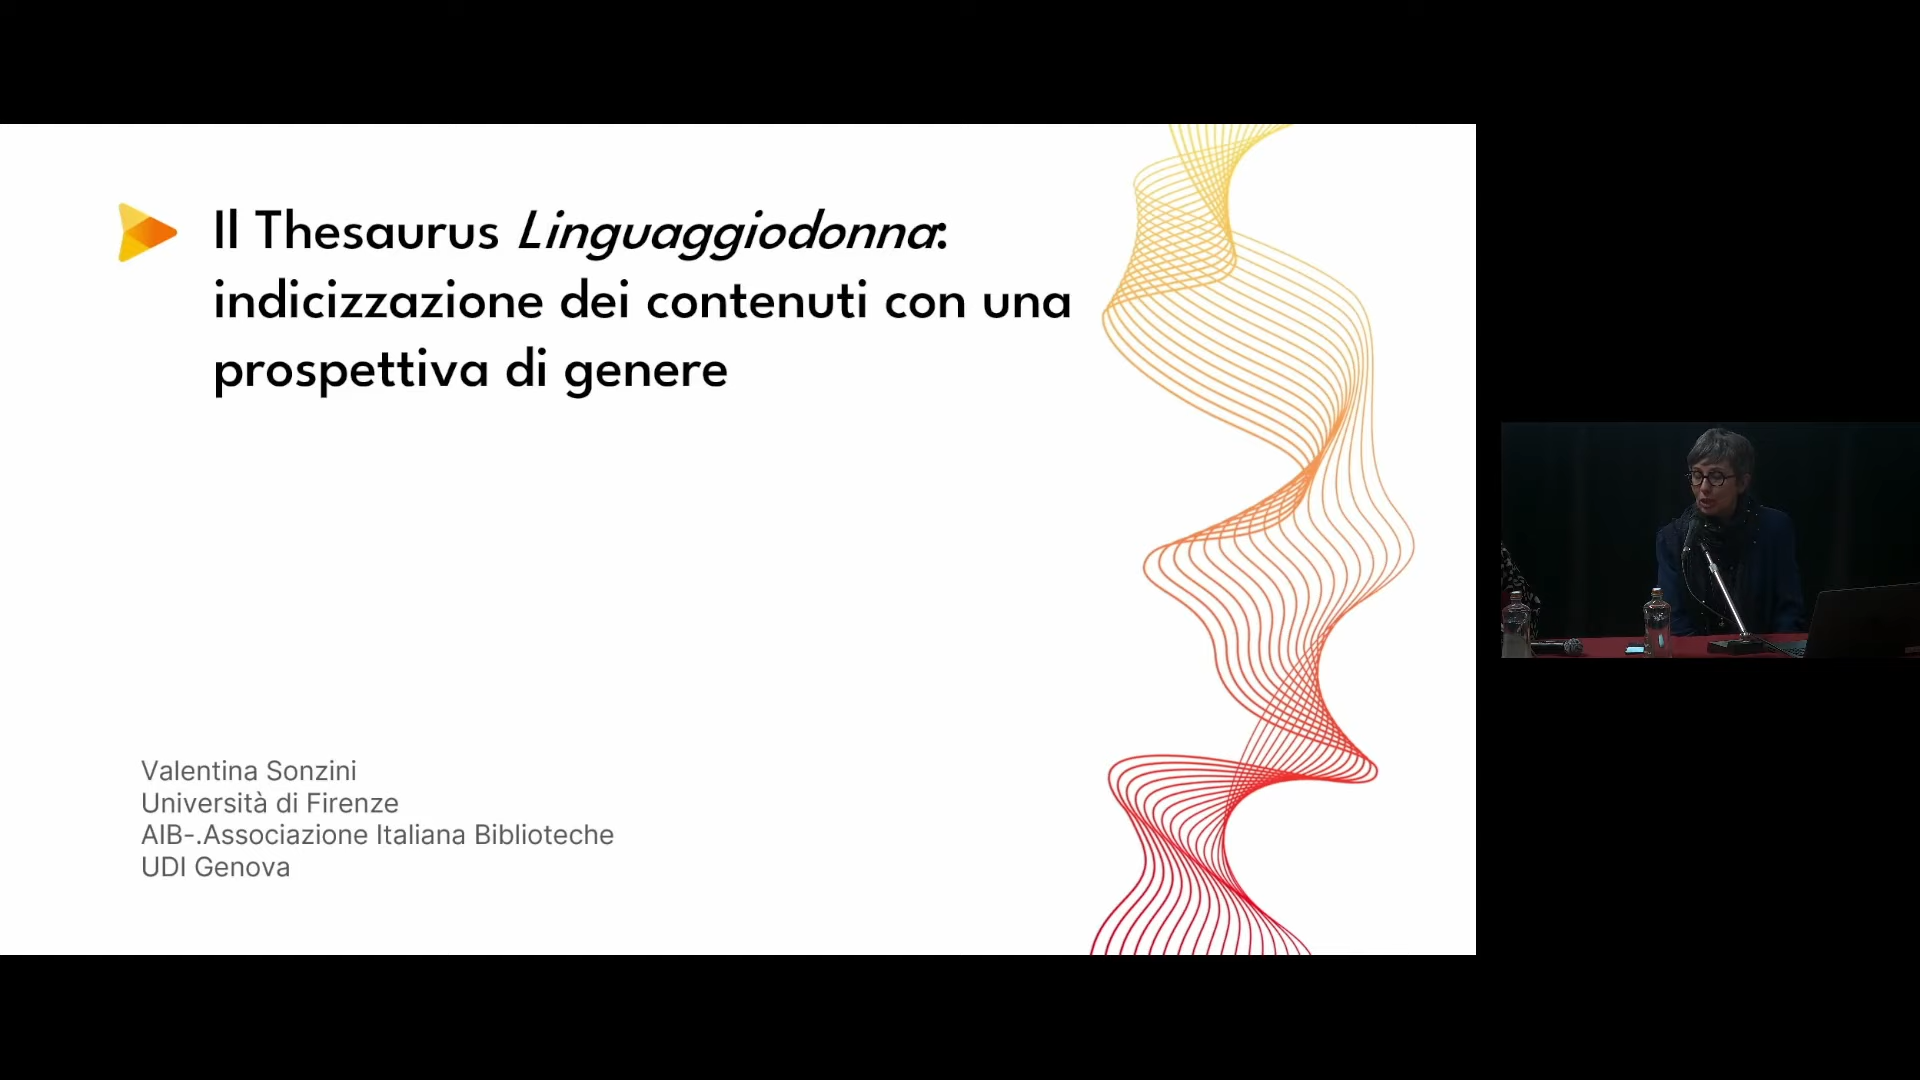 Il Thesaurus Linguaggiodonna:
indicizzazione dei contenuti con una
prospettiva di genere
Valentina Sonzini
Università di Firenze
AIB-.Associazione Italiana Biblioteche
UDI Genova